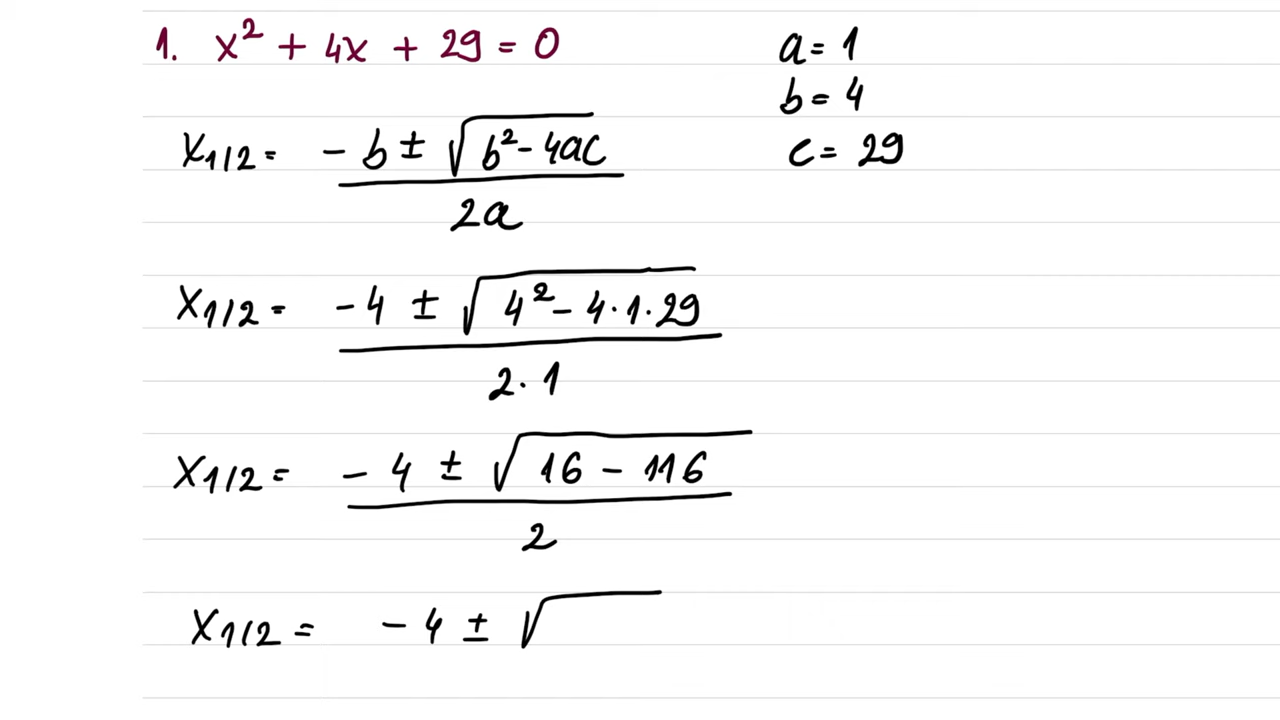 1. x² + 4x + 29 = 0
a = 1
b = 4
c = 29
x1/2 = - b ± √b² - 4ac
2a
x1/2 = - 4 ± √4² - 4 · 1 · 29
2 · 1
x1/2 = - 4 ± √16 - 116
2
x1/2 = - 4 ± √